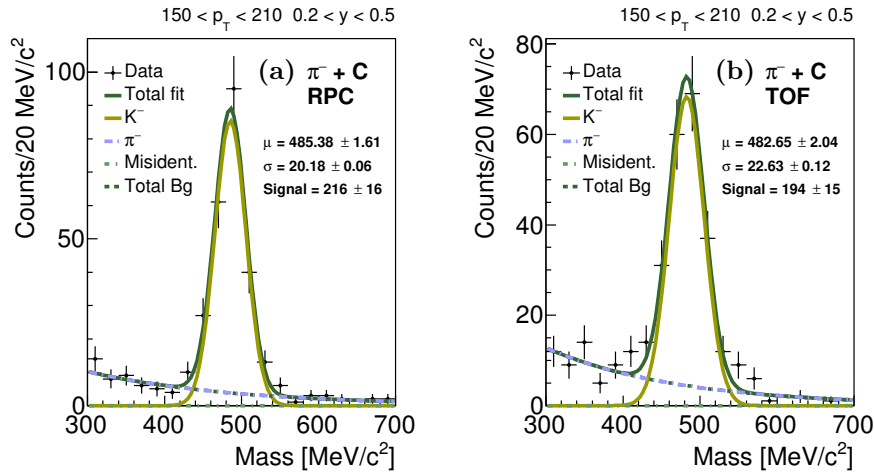 150 < p_T < 210   0.2 < y < 0.5
Counts/20 MeV/c²
100
50
0
Data
Total fit
K⁻
π⁻
Misident.
Total Bg
(a) π⁻ + C
RPC
μ = 485.38 ± 1.61
σ = 20.18 ± 0.06
Signal = 216 ± 16
300 400 500 600 700
Mass [MeV/c²]
150 < p_T < 210   0.2 < y < 0.5
Counts/20 MeV/c²
80
60
40
20
0
Data
Total fit
K⁻
π⁻
Misident.
Total Bg
(b) π⁻ + C
TOF
μ = 482.65 ± 2.04
σ = 22.63 ± 0.12
Signal = 194 ± 15
300 400 500 600 700
Mass [MeV/c²]